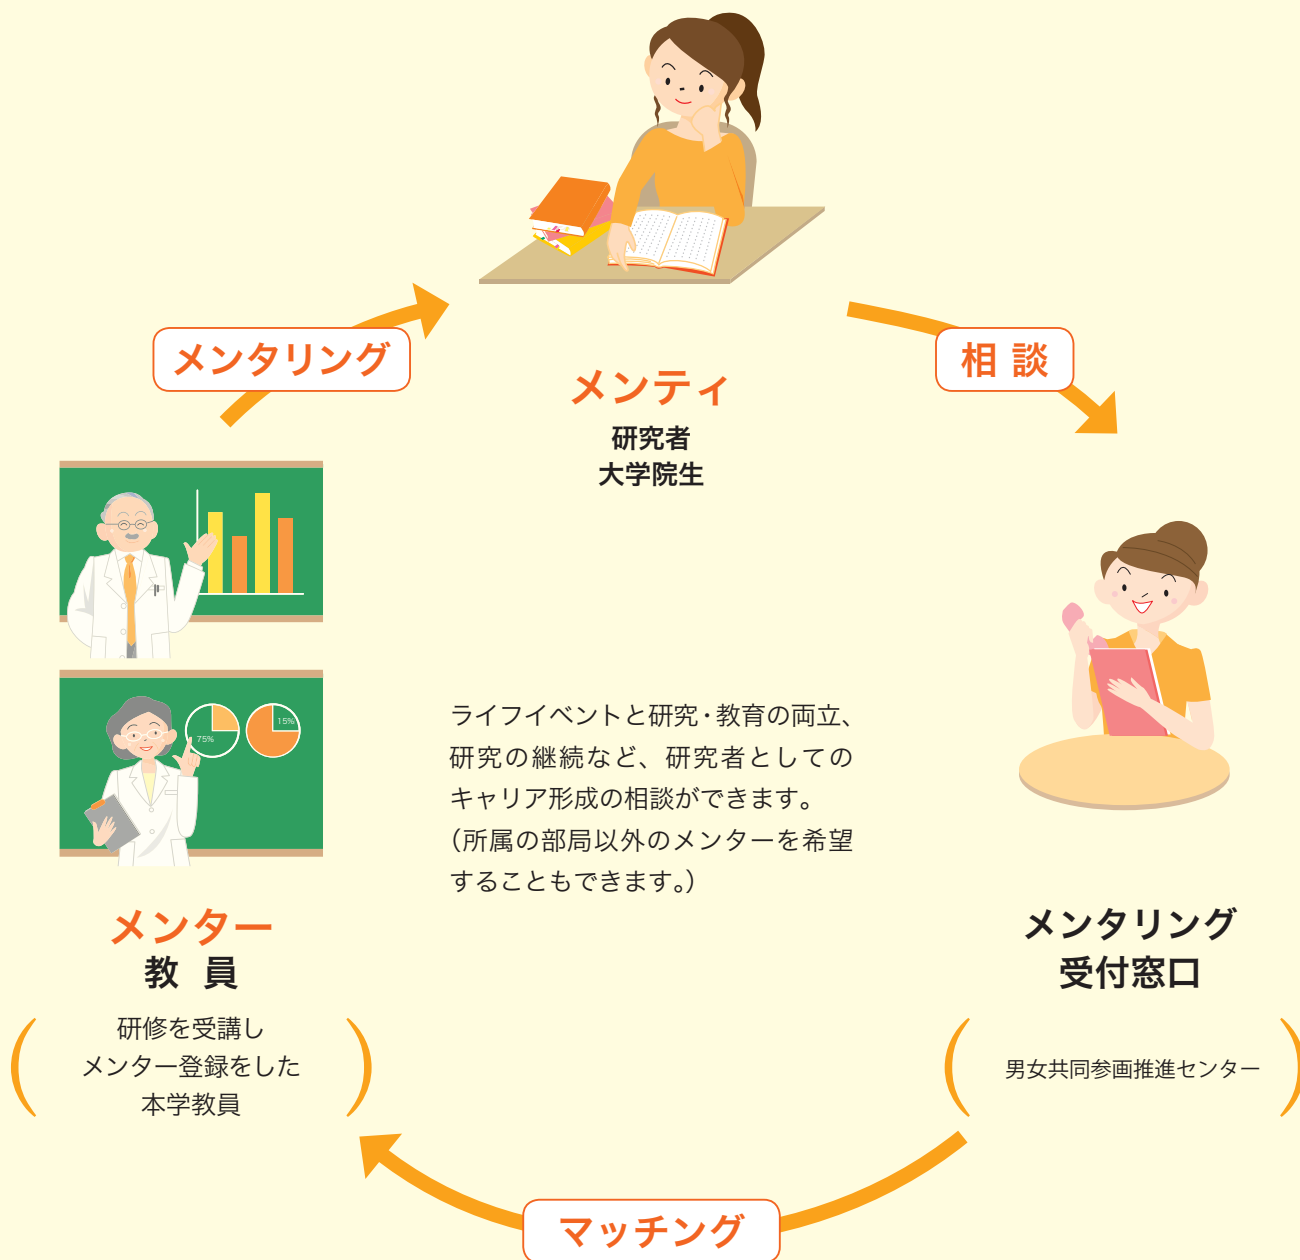 メンタリング
相 談
メンティ
研究者
大学院生
75%
15%
ライフイベントと研究・教育の両立、
研究の継続など、研究者としての
キャリア形成の相談ができます。
（所属の部局以外のメンターを希望
することもできます。）
メンター
教 員
（研修を受講し
メンター登録をした
本学教員）
メンタリング
受付窓口
（男女共同参画推進センター）
マッチング